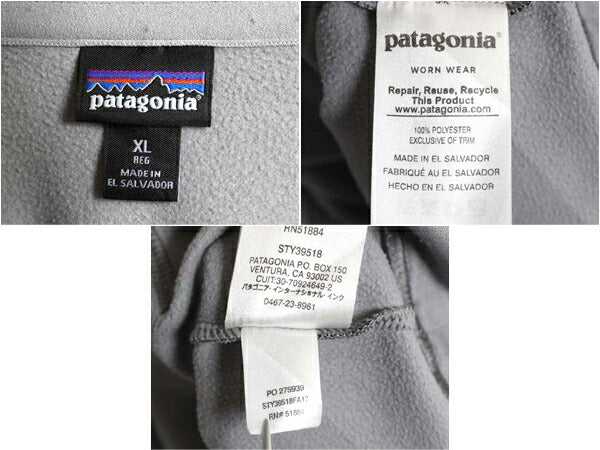 patagonia®
XL
REG
MADE IN
EL SALVADOR
patagonia®
WORN WEAR
Repair, Reuse, Recycle
This Product
www.patagonia.com
100% POLYESTER
EXCLUSIVE OF TRIM
MADE IN EL SALVADOR
FABRIQUÉ AU EL SALVADOR
HECHO EN EL SALVADOR
RN51884
STY39518
PATAGONIA P.O. BOX 150
VENTURA, CA 93002 US
CUIT:30-70924649-2
パタゴニア・インターナショナル・インク
0467-23-8961
PO 275939
STY39518FA17
RN# 51884